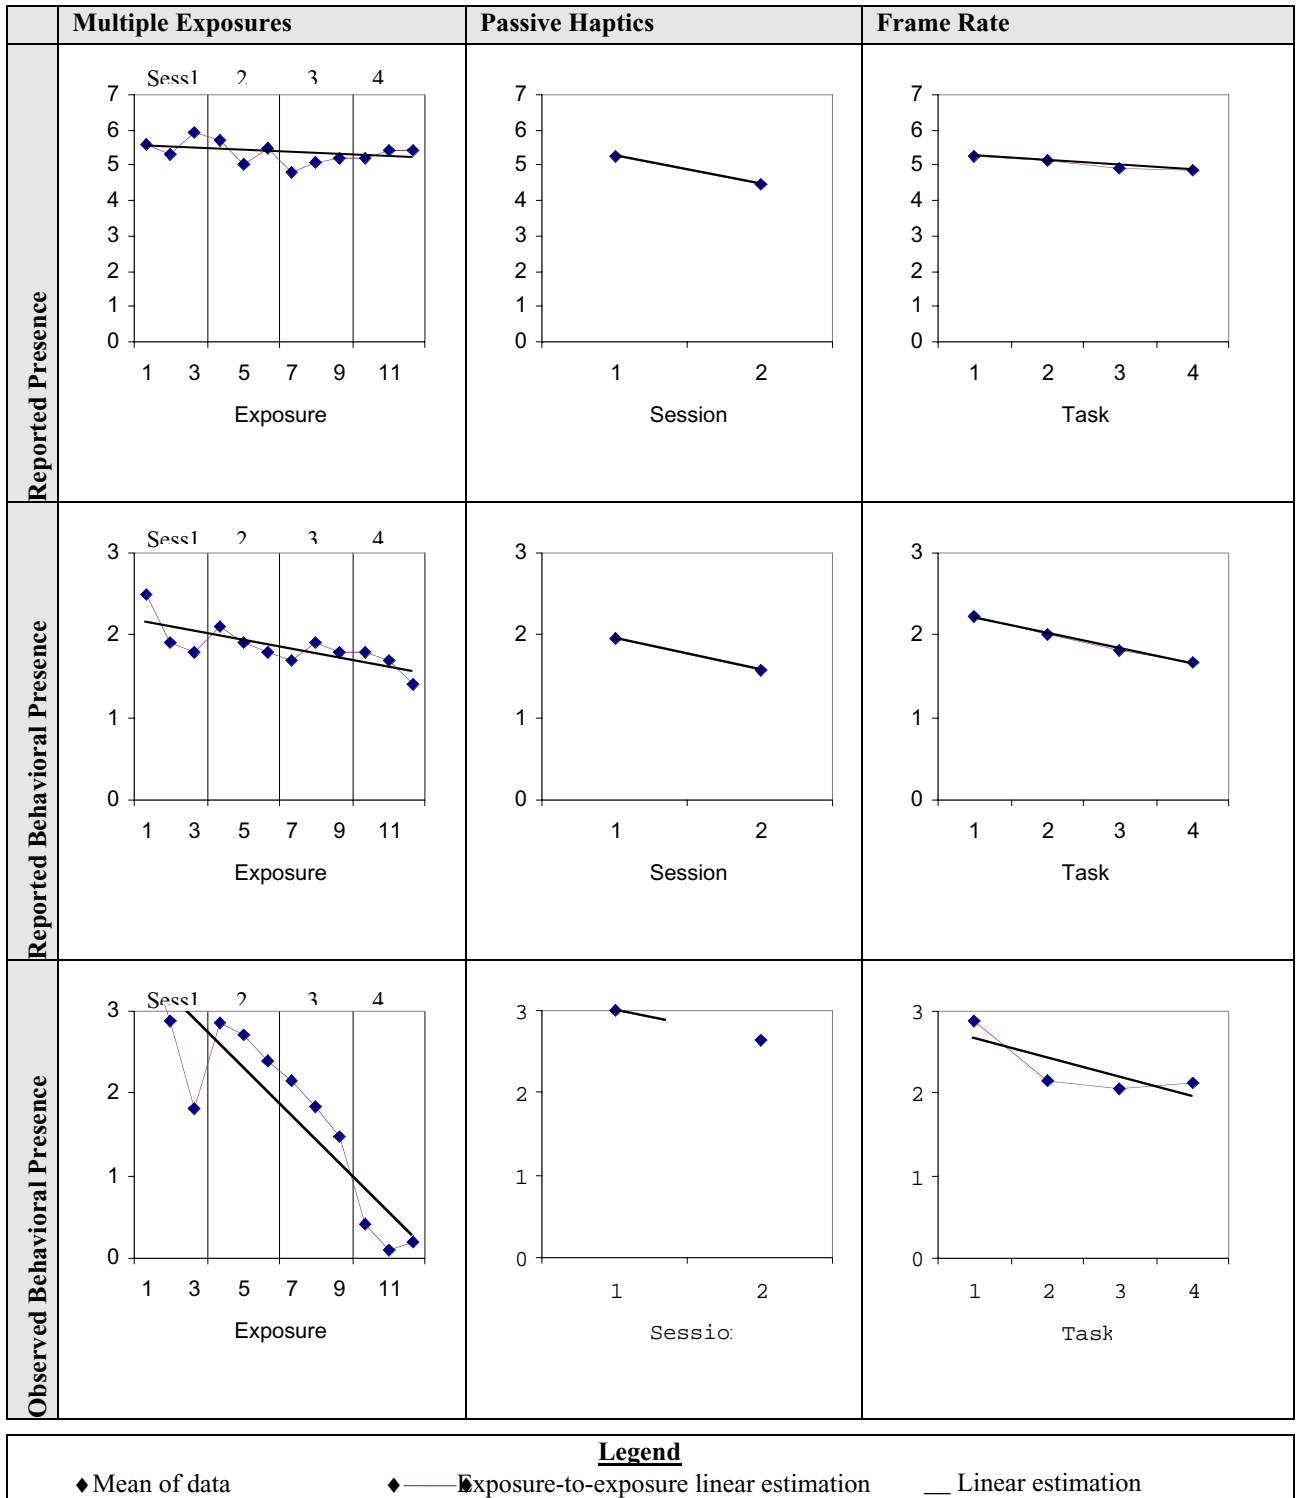 Multiple Exposures Passive Haptics Frame Rate
Reported Presence
Sess1 2 3 4
7
6
5
4
3
2
1
0
1 3 5 7 9 11
Exposure
7
6
5
4
3
2
1
0
1 2
Session
7
6
5
4
3
2
1
0
1 2 3 4
Task
Reported Behavioral Presence
Sess1 2 3 4
3
2
1
0
1 3 5 7 9 11
Exposure
3
2
1
0
1 2
Session
3
2
1
0
1 2 3 4
Task
Observed Behavioral Presence
Sess1 2 3 4
3
2
1
0
1 3 5 7 9 11
Exposure
3
2
1
0
1 2
Session
3
2
1
0
1 2 3 4
Task
Legend
Mean of data Exposure-to-exposure linear estimation __ Linear estimation